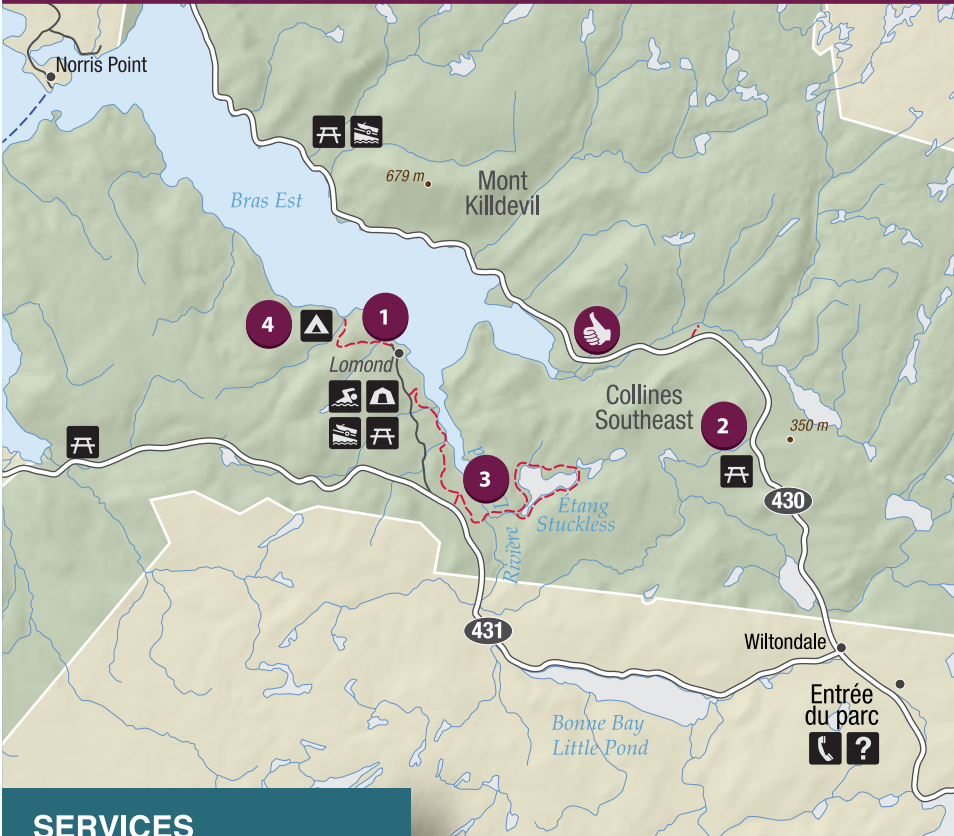 Norris Point
679 m
Mont
Killdevil
Bras Est
4
1
Lomond
Collines
Southeast
2
350 m
3
430
Étang
Stuckless
Rivière
431
Wiltondale
Entrée
du parc
?
Bonne Bay
Little Pond
SERVICES